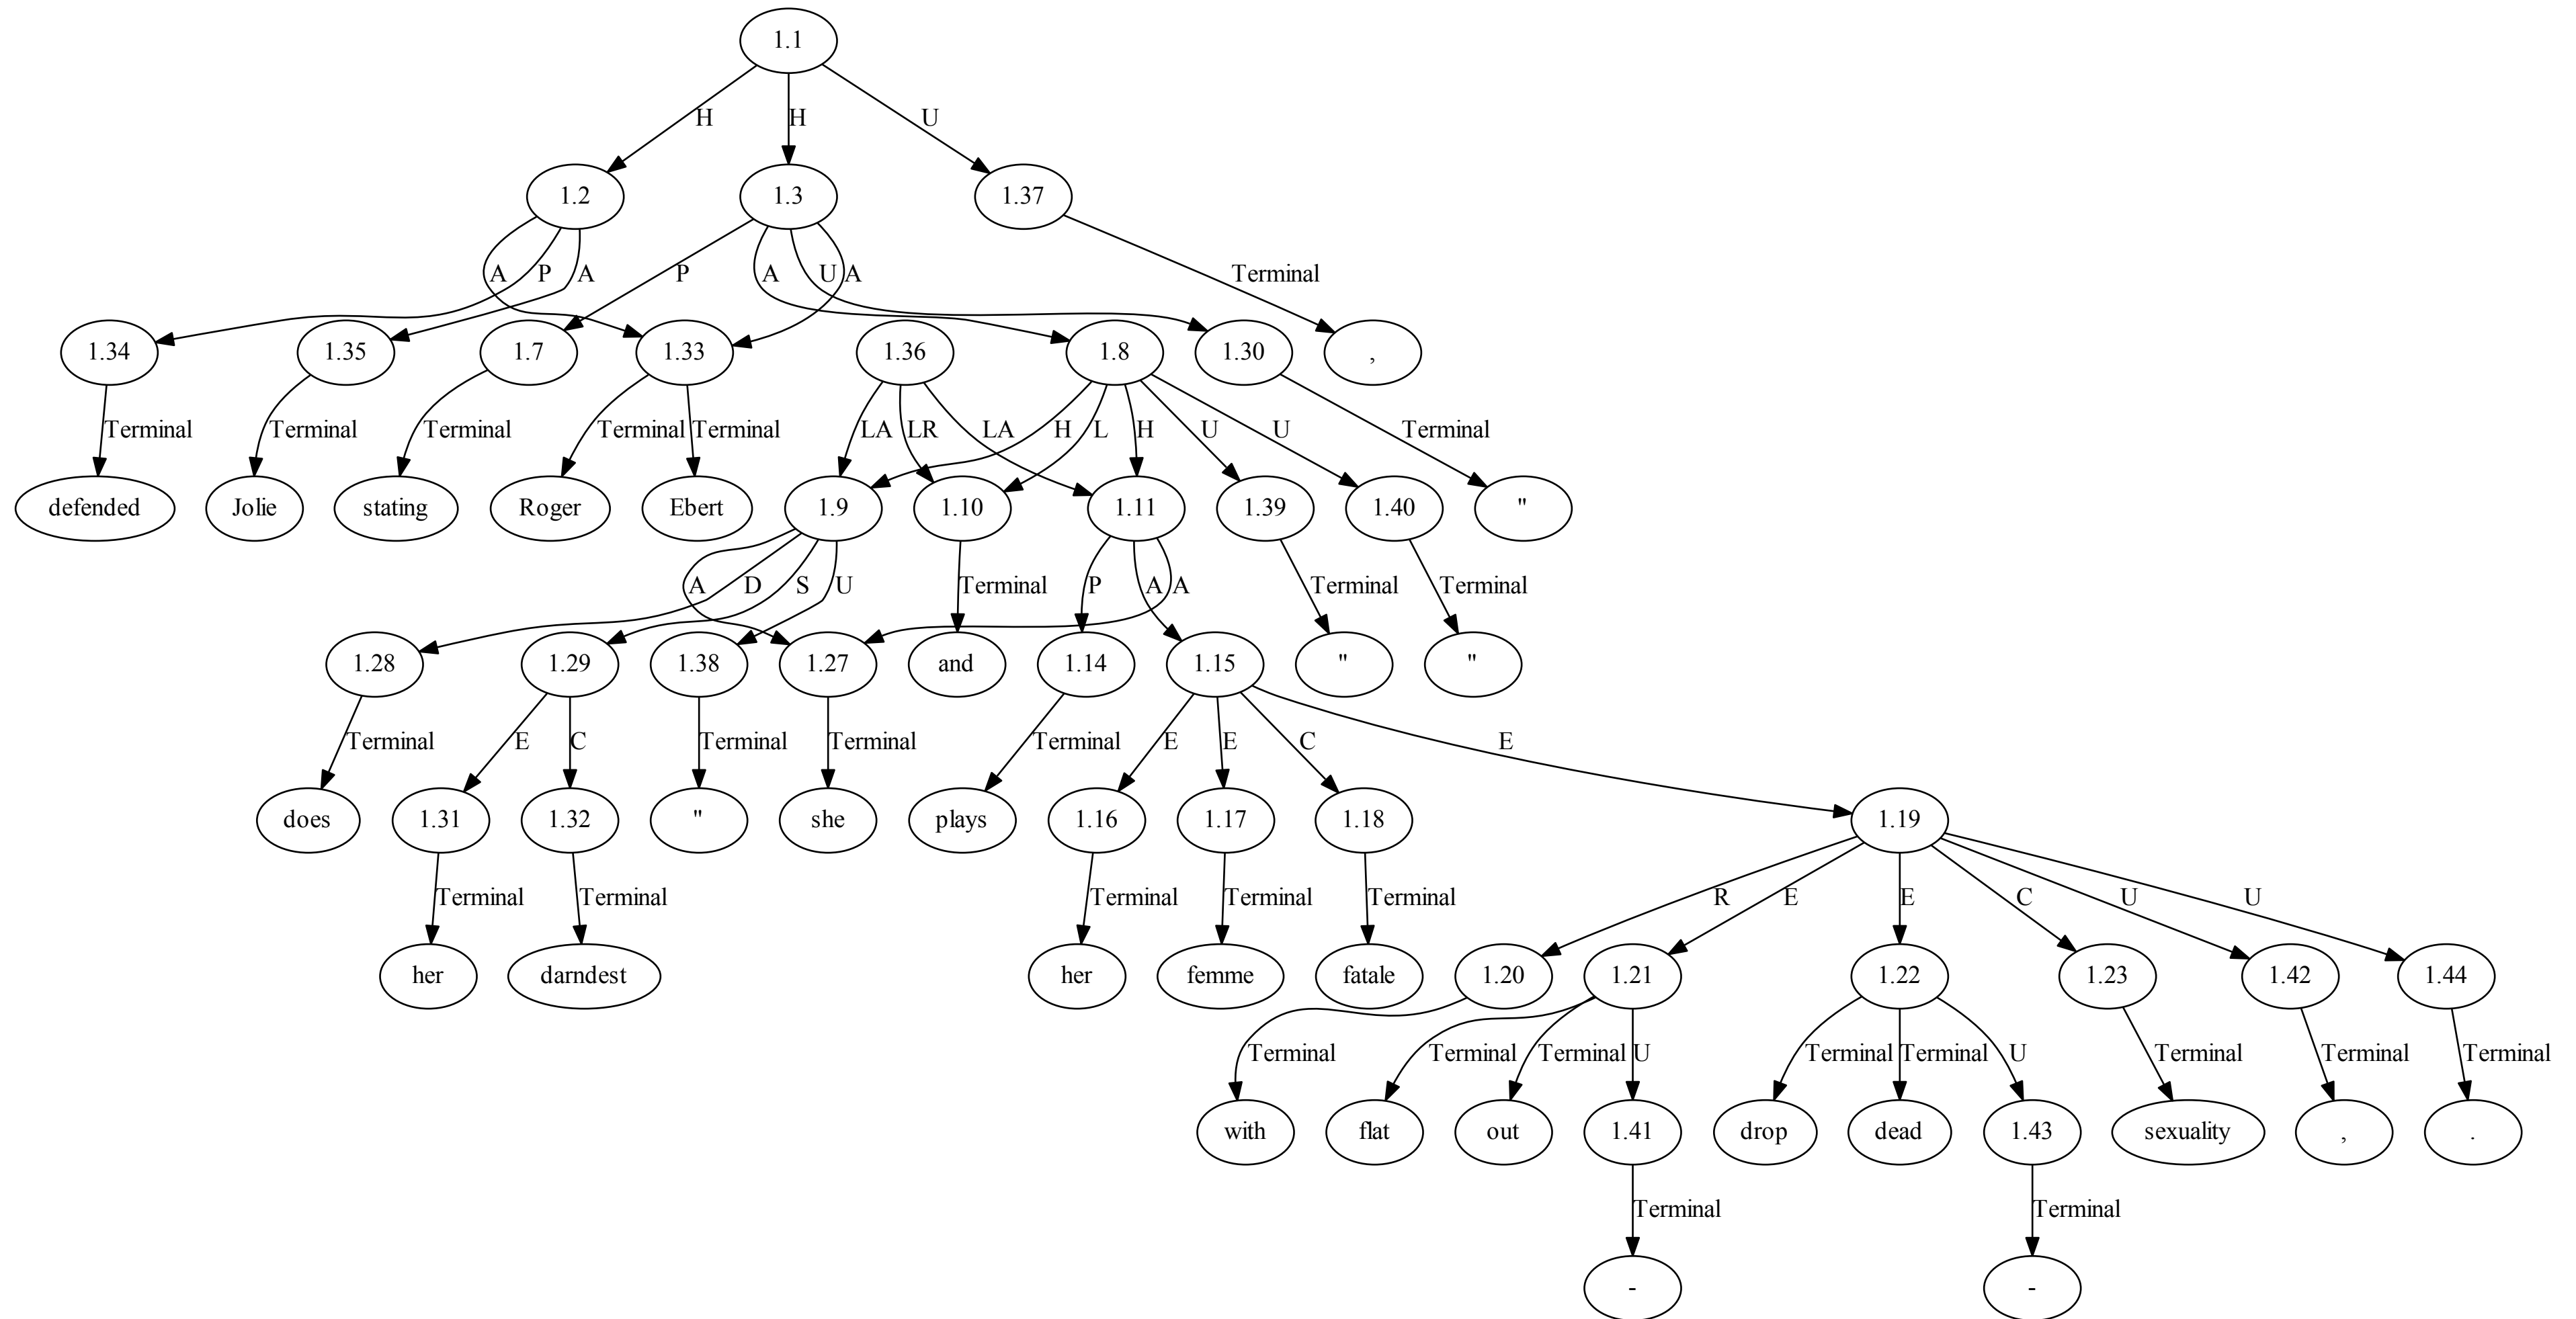 1.1
H H U
1.2 1.3 1.37
A P A P A U A Terminal
1.34 1.35 1.7 1.33 1.36 1.8 1.30 ,
Terminal Terminal Terminal Terminal Terminal LA LR LA H L H U U Terminal
defended Jolie stating Roger Ebert 1.9 1.10 1.11 1.39 1.40 "
A D S U Terminal P A A Terminal Terminal
1.28 1.29 1.38 1.27 and 1.14 1.15 " "
Terminal E C Terminal Terminal Terminal E E C E
does 1.31 1.32 " she plays 1.16 1.17 1.18 1.19
Terminal Terminal Terminal Terminal Terminal R E E C U U
her darndest her femme fatale 1.20 1.21 1.22 1.23 1.42 1.44
Terminal Terminal Terminal U Terminal Terminal U Terminal Terminal Terminal
with flat out 1.41 drop dead 1.43 sexuality , .
Terminal Terminal
- -